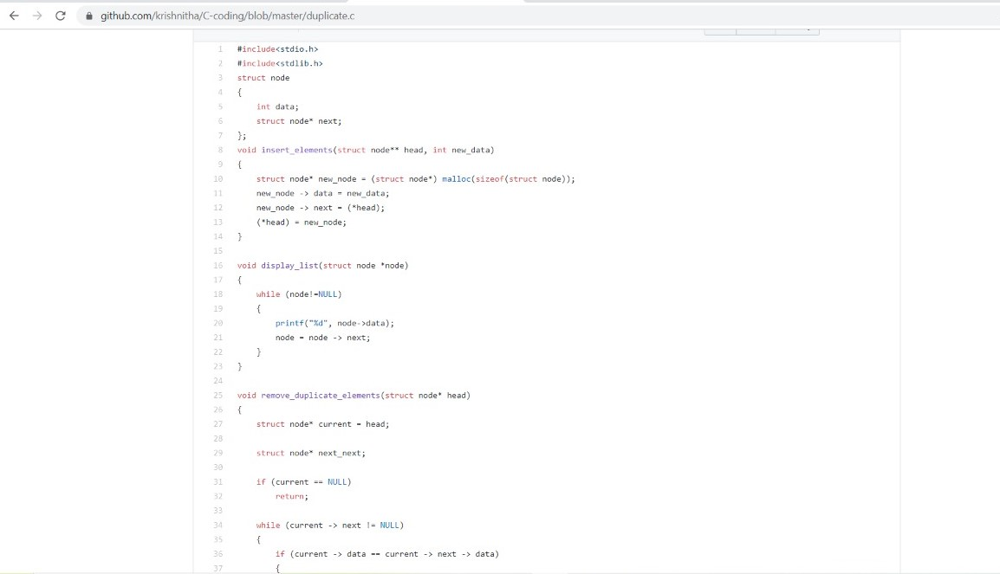 github.com/krishnitha/C-coding/blob/master/duplicate.c
1 #include<stdio.h>
2 #include<stdlib.h>
3 struct node
4 {
5 int data;
6 struct node* next;
7 };
8 void insert_elements(struct node** head, int new_data)
9 {
10 struct node* new_node = (struct node*) malloc(sizeof(struct node));
11 new_node -> data = new_data;
12 new_node -> next = (*head);
13 (*head) = new_node;
14 }
15
16 void display_list(struct node *node)
17 {
18 while (node!=NULL)
19 {
20 printf("%d", node->data);
21 node = node -> next;
22 }
23 }
24
25 void remove_duplicate_elements(struct node* head)
26 {
27 struct node* current = head;
28
29 struct node* next_next;
30
31 if (current == NULL)
32 return;
33
34 while (current -> next != NULL)
35 {
36 if (current -> data == current -> next -> data)
37 {